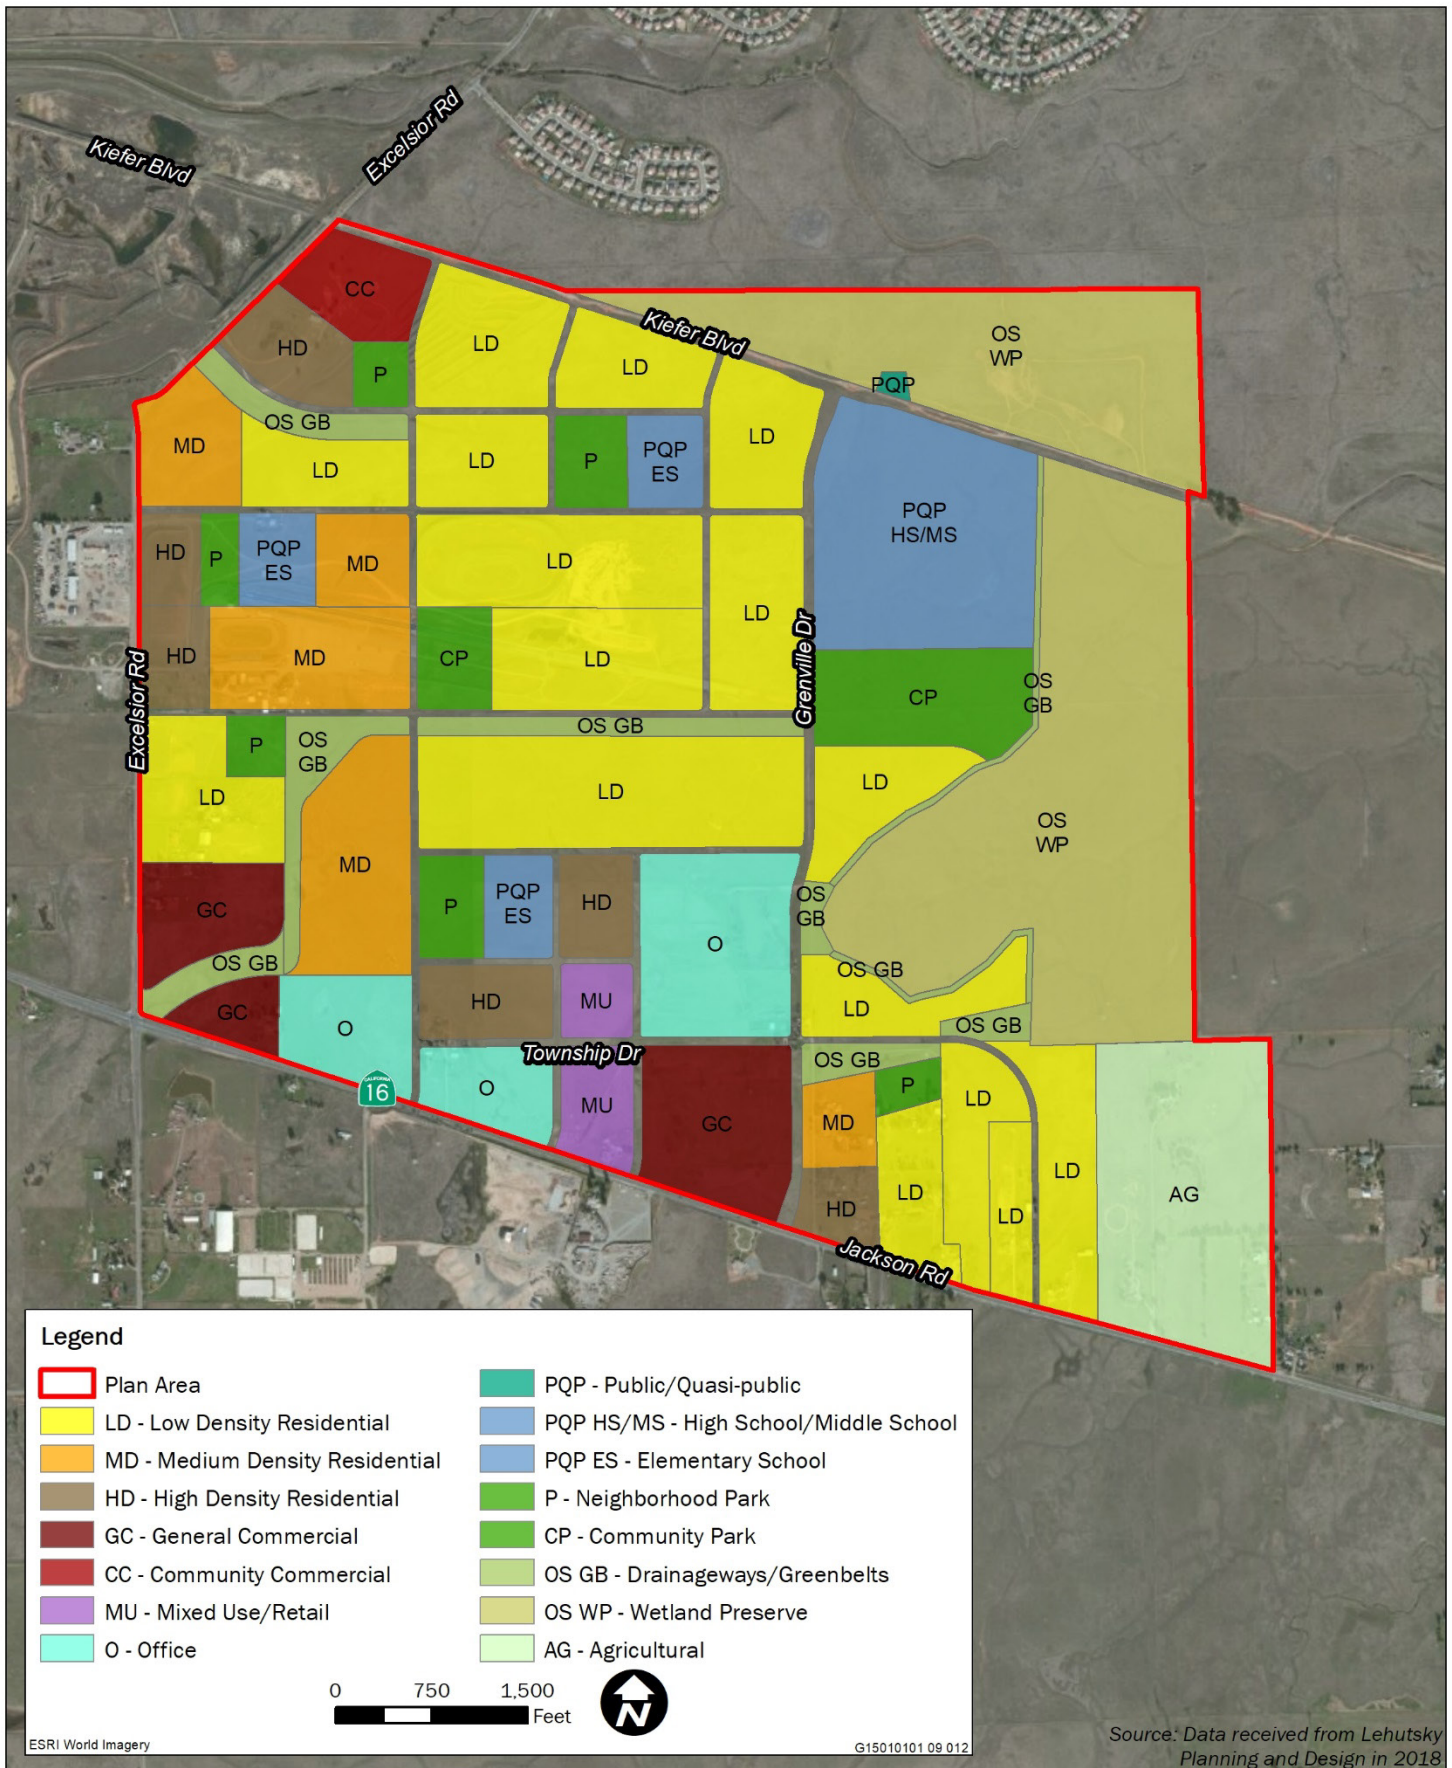 Kiefer Blvd
Excelsior Rd
CC
HD
P
LD
LD
Kiefer Blvd
OS
WP
PQP
MD
OS GB
LD
LD
P
PQP
ES
LD
PQP
HS/MS
HD
P
PQP
ES
MD
LD
LD
Grenville Dr
HD
MD
CP
LD
CP
OS
GB
Excelsior Rd
P
OS
GB
LD
OS GB
LD
LD
OS
WP
MD
GC
OS GB
GC
O
P
PQP
ES
HD
O
OS
GB
OS GB
LD
OS GB
HD
MU
Township Dr
CALIFORNIA
16
O
MU
GC
OS GB
P
MD
LD
LD
HD
LD
LD
AG
Jackson Rd
Legend
Plan Area
LD - Low Density Residential
MD - Medium Density Residential
HD - High Density Residential
GC - General Commercial
CC - Community Commercial
MU - Mixed Use/Retail
O - Office
PQP - Public/Quasi-public
PQP HS/MS - High School/Middle School
PQP ES - Elementary School
P - Neighborhood Park
CP - Community Park
OS GB - Drainageways/Greenbelts
OS WP - Wetland Preserve
AG - Agricultural
0 750 1,500
Feet
N
ESRI World Imagery
G15010101 09 012
Source: Data received from Lehutsky
Planning and Design in 2018